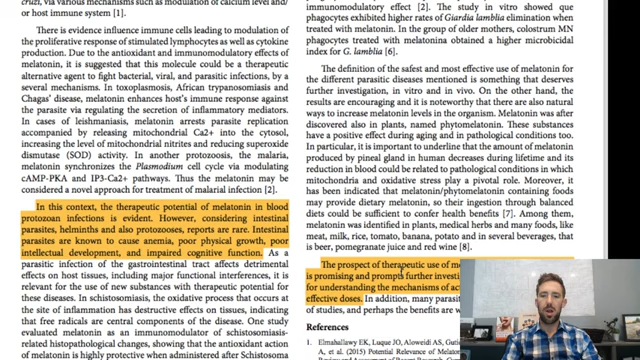 cruzi, via various mechanisms such as modulation of calcium level and/
or host immune system [1].
There is evidence influence immune cells leading to modulation of
the proliferative response of stimulated lymphocytes as well as cytokine
production. Due to the antioxidant and immunomodulatory effects of
melatonin, it is suggested that this molecule could be a therapeutic
alternative agent to fight bacterial, viral, and parasitic infections, by
a several mechanisms. In toxoplasmosis, African trypanosomiasis and
Chagas' disease, melatonin enhances host's immune response against
the parasite via regulating the secretion of inflammatory mediators.
In cases of leishmaniasis, melatonin arrests parasite replication
accompanied by releasing mitochondrial Ca2+ into the cytosol,
increasing the level of mitochondrial nitrites and reducing superoxide
dismutase (SOD) activity. In another protozoosis, the malaria,
melatonin synchronizes the Plasmodium cell cycle via modulating
cAMP-PKA and IP3-Ca2+ pathways. Thus the melatonin may be
considered a novel approach for treatment of malarial infection [2].
In this context, the therapeutic potential of melatonin in blood
protozoan infections is evident. However, considering intestinal
parasites, helminths and also protozooses, reports are rare. Intestinal
parasites are known to cause anemia, poor physical growth, poor
intellectual development, and impaired cognitive function. As a
parasitic infection of the gastrointestinal tract affects detrimental
effects on host tissues, including major functional interferences, it is
relevant for the use of new substances with therapeutic potential for
these diseases. In schistosomiasis, the oxidative process that occurs at
the site of inflammation has destructive effects on tissues, indicating
that free radicals are central components of the disease. One study
evaluated melatonin as an immunomodulator of schistosomiasis-
related histopathological changes, showing that the antioxidant action
of melatonin is highly protective when administered after Schistosoma
immunomodulatory effect [2]. The study in vitro showed
phagocytes exhibited higher rates of Giardia lamblia elimination when
treated with melatonin. In the group of older mothers, colostrum MN
phagocytes treated with melatonina obtained a higher microbicidal
index for G. lamblia [6].
The definition of the safest and most effective use of melatonin for
the different parasitic diseases mentioned is something that deserves
further investigation, in vitro and in vivo. On the other hand, the
results are encouraging and it is noteworthy that there are also natural
ways to increase melatonin levels in the organism. Melatonin was after
discovered also in plants, named phytomelatonin. These substances
have a positive effect during aging and in pathological conditions too.
In particular, it is important to underline that the amount of melatonin
produced by pineal gland in human decreases during lifetime and its
reduction in blood could be related to pathological conditions in which
mitochondria and oxidative stress play a pivotal role. Moreover, it
has been indicated that melatonin/phytomelatonin containing foods
may provide dietary melatonin, so their ingestion through balanced
diets could be sufficient to confer health benefits [7]. Among them,
melatonin was identified in plants, medical herbs and many foods, like
meat, milk, rice, tomato, banana, potato and in several beverages, that
is beer, pomegranate juice and red wine [8].
The prospect of therapeutic use of
is promising and prompts further
for understanding the mechanisms of
effective doses. In addition, many
of studies, and perhaps the benefits are
References
1. Elmahallawy EK, Luque JO, Aloweidi AS,
A, et al. (2015) Potential Relevance of